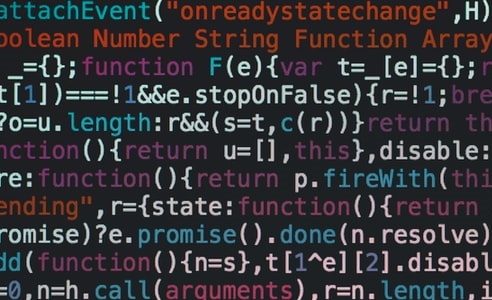 attachEvent("onreadystatechange",H)
oolean Number String Function Array
_={};function F(e){var t=_[e]={};r
t[1])===!1&&e.stopOnFalse){r=!1;bre
?o=u.length:r&&(s=t,c(r))}return th
nction(){return u=[],this},disable:
re:function(){return p.fireWith(thi
ending",r={state:function(){return
romise)?e.promise().done(n.resolve)
dd(function(){n=s},t[1^e][2].disabl
=0,n=h.call(arguments),r=n.length,i